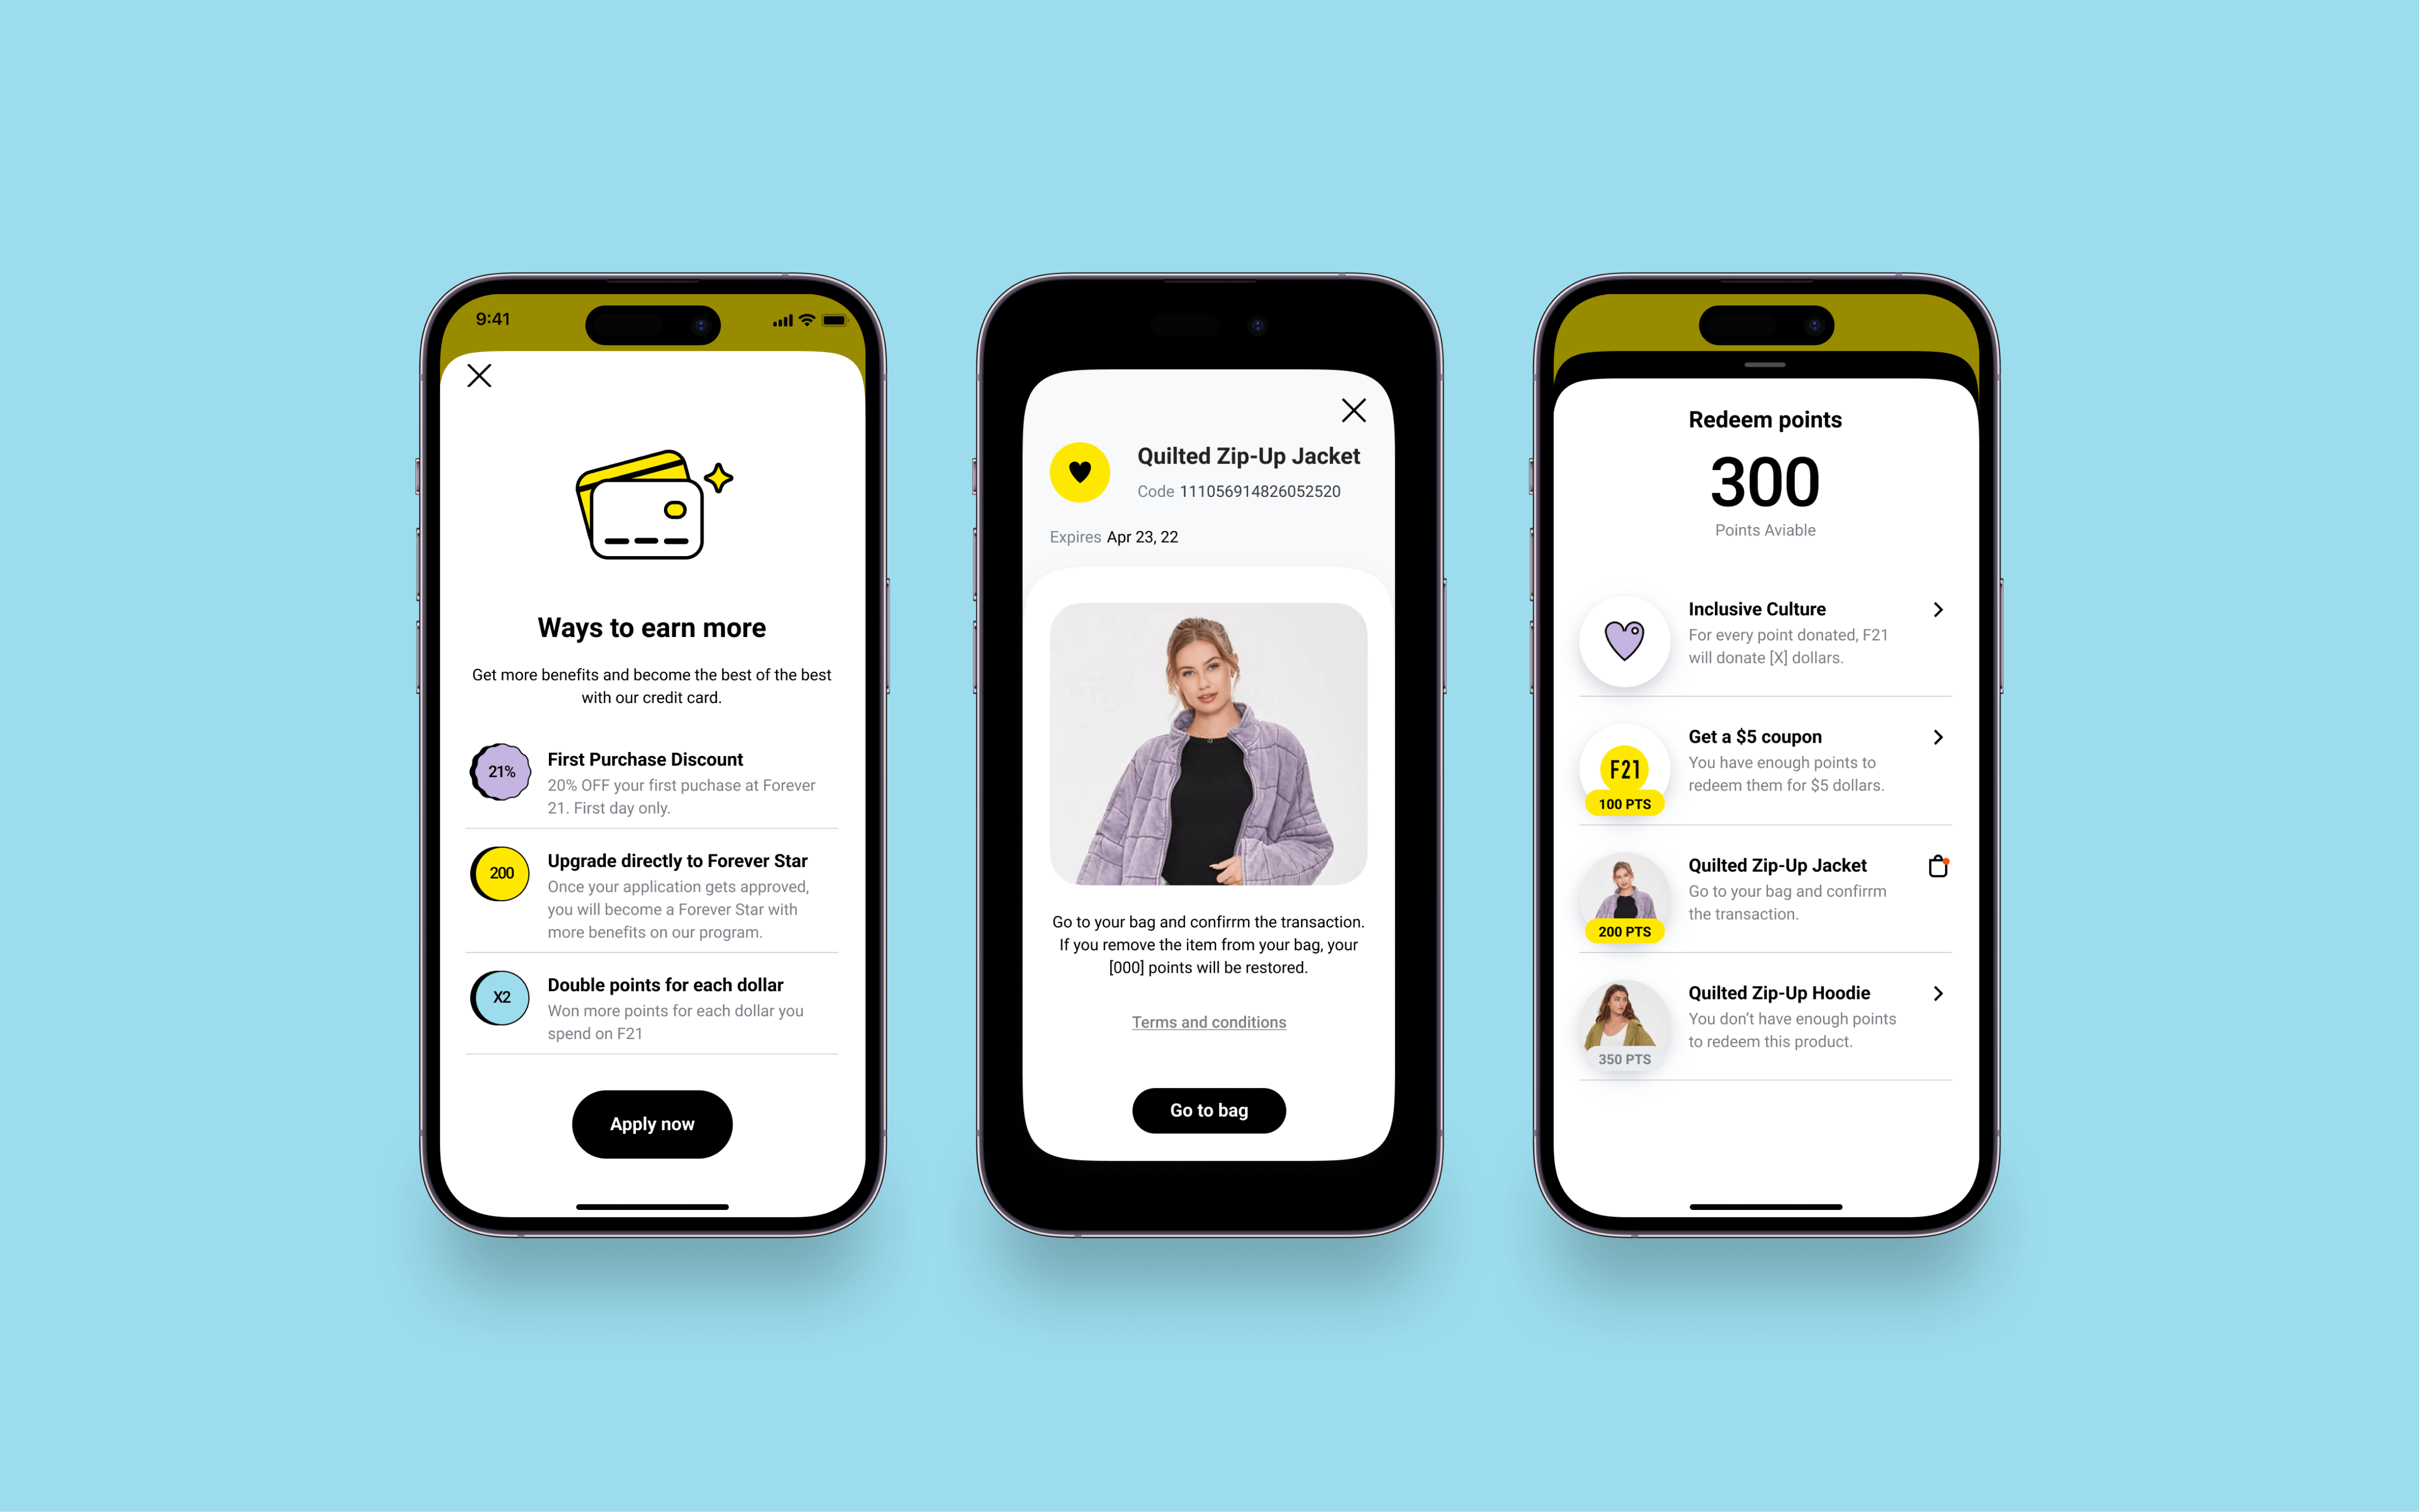 9:41
Ways to earn more
Get more benefits and become the best of the best
with our credit card.
21%
First Purchase Discount
20% OFF your first puchase at Forever
21. First day only.
200
Upgrade directly to Forever Star
Once your application gets approved,
you will become a Forever Star with
more benefits on our program.
X2
Double points for each dollar
Won more points for each dollar you
spend on F21
Apply now
Quilted Zip-Up Jacket
Code 111056914826052520
Expires Apr 23, 22
Go to your bag and confirrm the transaction.
If you remove the item from your bag, your
[000] points will be restored.
Terms and conditions
Go to bag
Redeem points
300
Points Aviable
Inclusive Culture
For every point donated, F21
will donate [X] dollars.
F21
100 PTS
Get a $5 coupon
You have enough points to
redeem them for $5 dollars.
200 PTS
Quilted Zip-Up Jacket
Go to your bag and confirrm
the transaction.
350 PTS
Quilted Zip-Up Hoodie
You don't have enough points
to redeem this product.